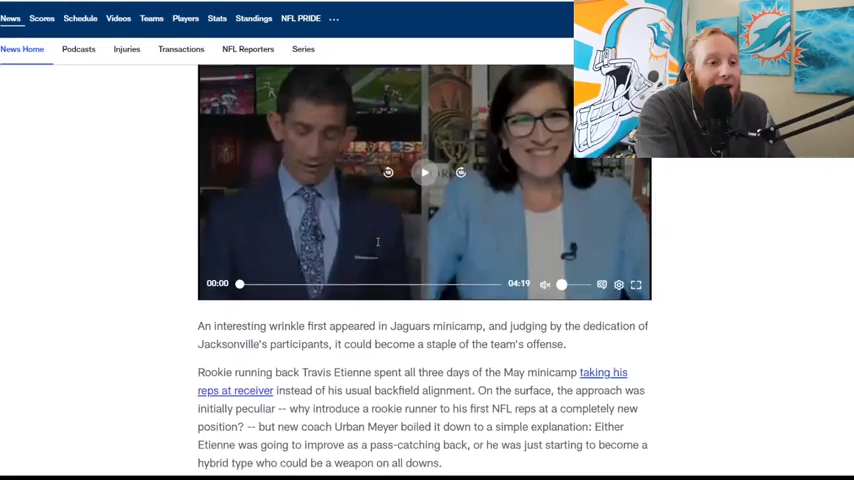 News Scores Schedule Videos Teams Players Stats Standings NFL PRIDE ...
News Home Podcasts Injuries Transactions NFL Reporters Series
00:00 04:19
An interesting wrinkle first appeared in Jaguars minicamp, and judging by the dedication of
Jacksonville's participants, it could become a staple of the team's offense.
Rookie running back Travis Etienne spent all three days of the May minicamp taking his
reps at receiver instead of his usual backfield alignment. On the surface, the approach was
initially peculiar -- why introduce a rookie runner to his first NFL reps at a completely new
position? -- but new coach Urban Meyer boiled it down to a simple explanation: Either
Etienne was going to improve as a pass-catching back, or he was just starting to become a
hybrid type who could be a weapon on all downs.